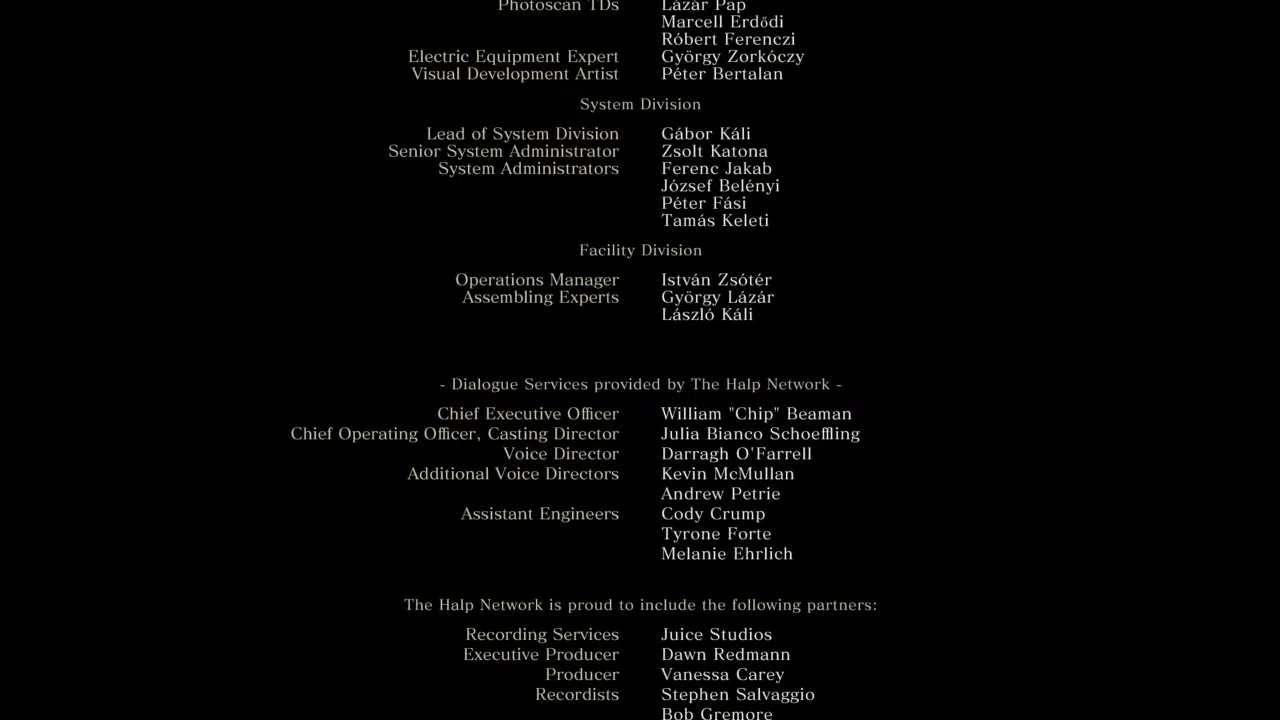 Photoscan TDs Lázár Pap
Marcell Erdődi
Róbert Ferenczi
Electric Equipment Expert György Zorkóczy
Visual Development Artist Péter Bertalan
System Division
Lead of System Division Gábor Káli
Senior System Administrator Zsolt Katona
System Administrators Ferenc Jakab
József Belényi
Péter Fási
Tamás Keleti
Facility Division
Operations Manager István Zsótér
Assembling Experts György Lázár
László Káli
- Dialogue Services provided by The Halp Network -
Chief Executive Officer William "Chip" Beaman
Chief Operating Officer, Casting Director Julia Bianco Schoeffling
Voice Director Darragh O'Farrell
Additional Voice Directors Kevin McMullan
Andrew Petrie
Assistant Engineers Cody Crump
Tyrone Forte
Melanie Ehrlich
The Halp Network is proud to include the following partners:
Recording Services Juice Studios
Executive Producer Dawn Redmann
Producer Vanessa Carey
Recordists Stephen Salvaggio
Bob Gremore